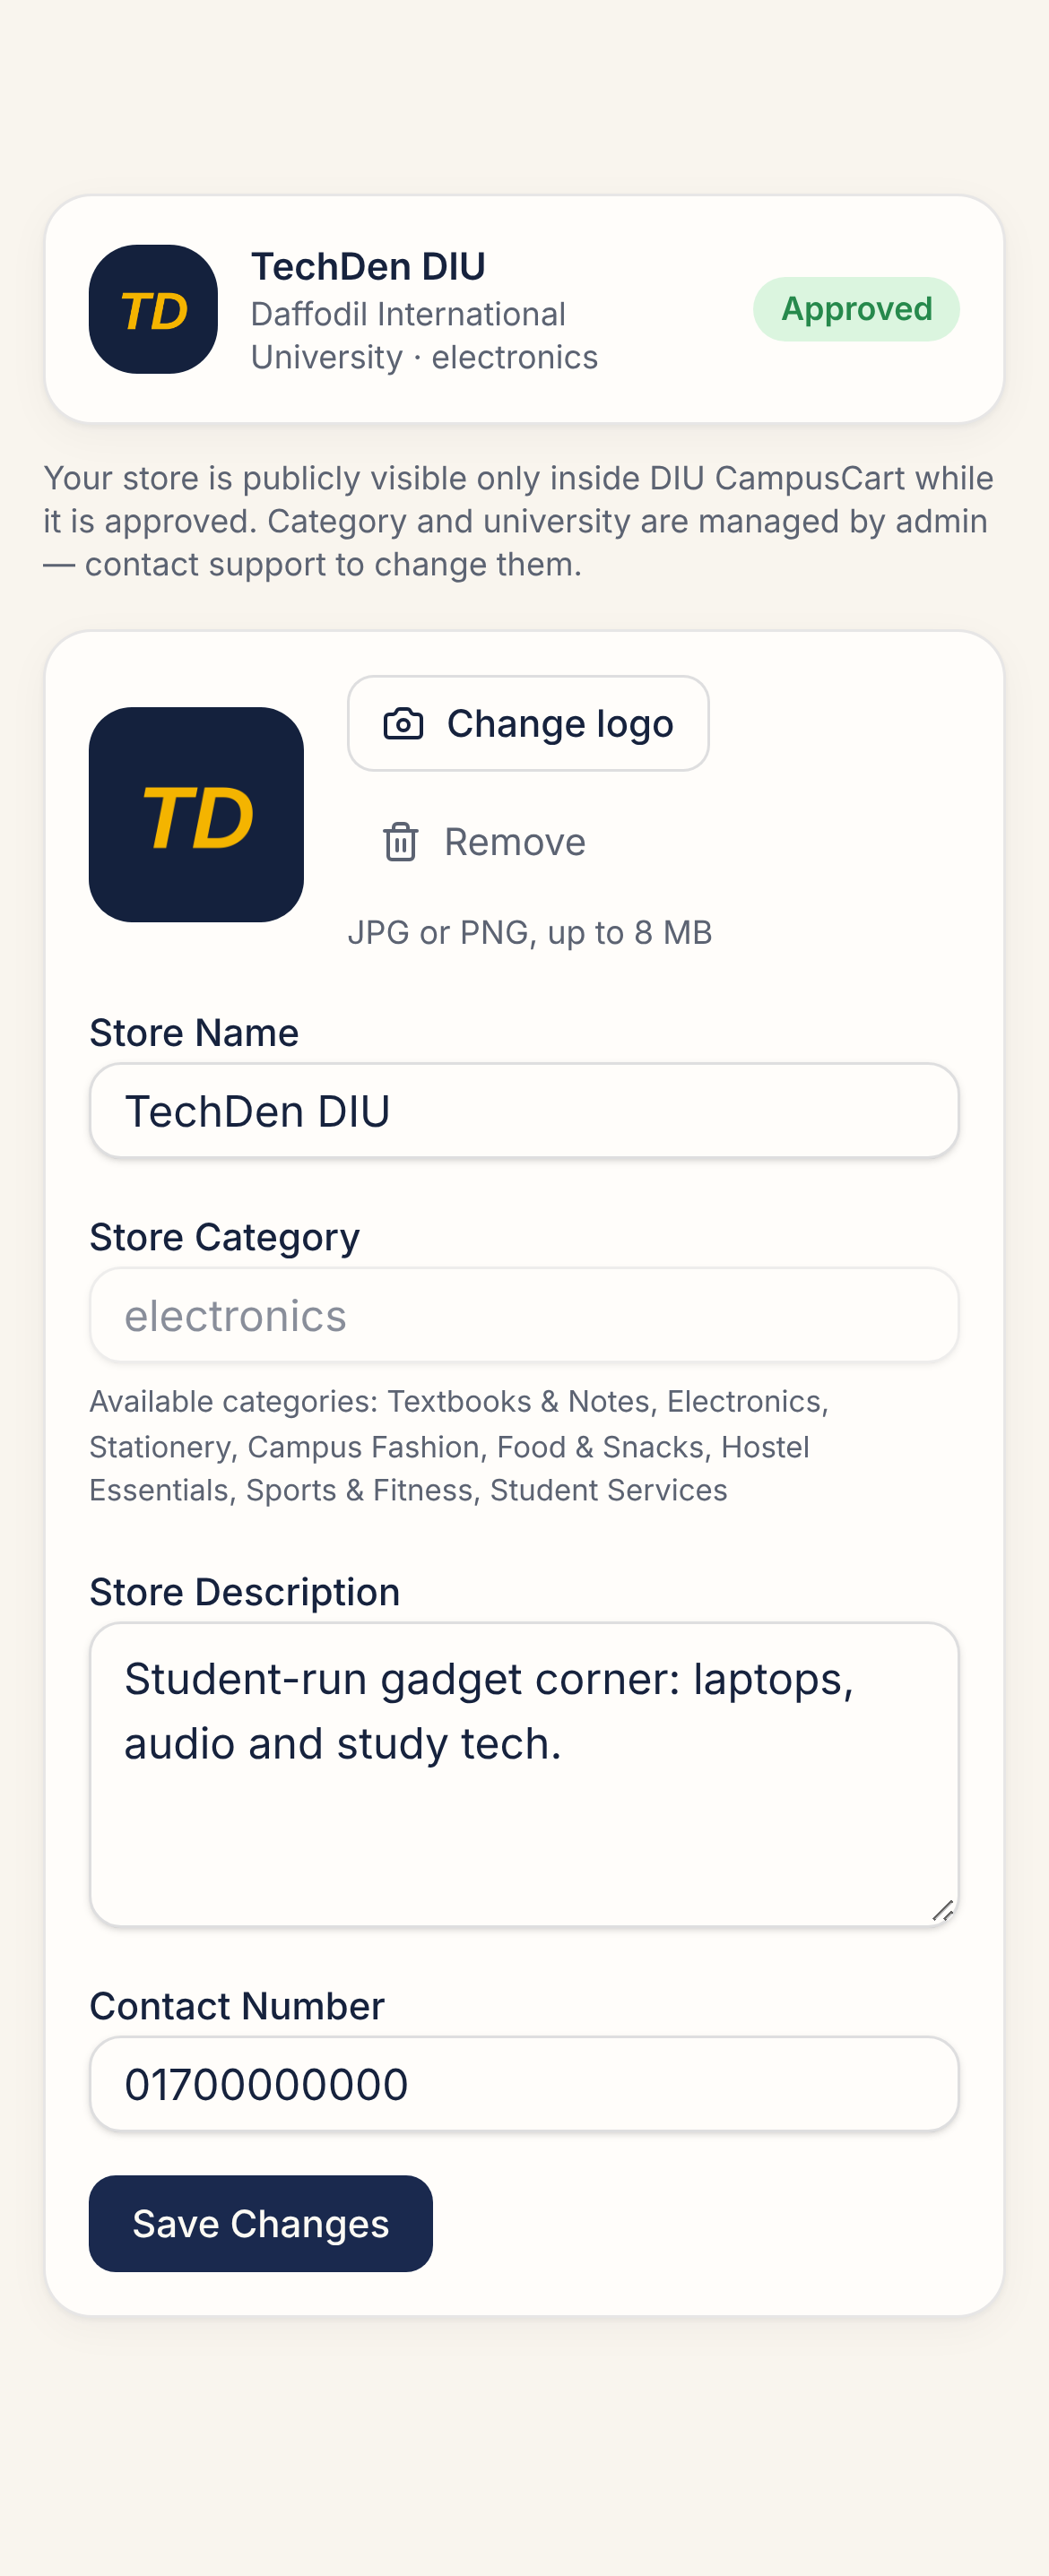 TD
TechDen DIU
Daffodil International
University · electronics
Approved
Your store is publicly visible only inside DIU CampusCart while
it is approved. Category and university are managed by admin
— contact support to change them.
TD
Change logo
Remove
JPG or PNG, up to 8 MB
Store Name
TechDen DIU
Store Category
electronics
Available categories: Textbooks & Notes, Electronics,
Stationery, Campus Fashion, Food & Snacks, Hostel
Essentials, Sports & Fitness, Student Services
Store Description
Student-run gadget corner: laptops,
audio and study tech.
Contact Number
01700000000
Save Changes